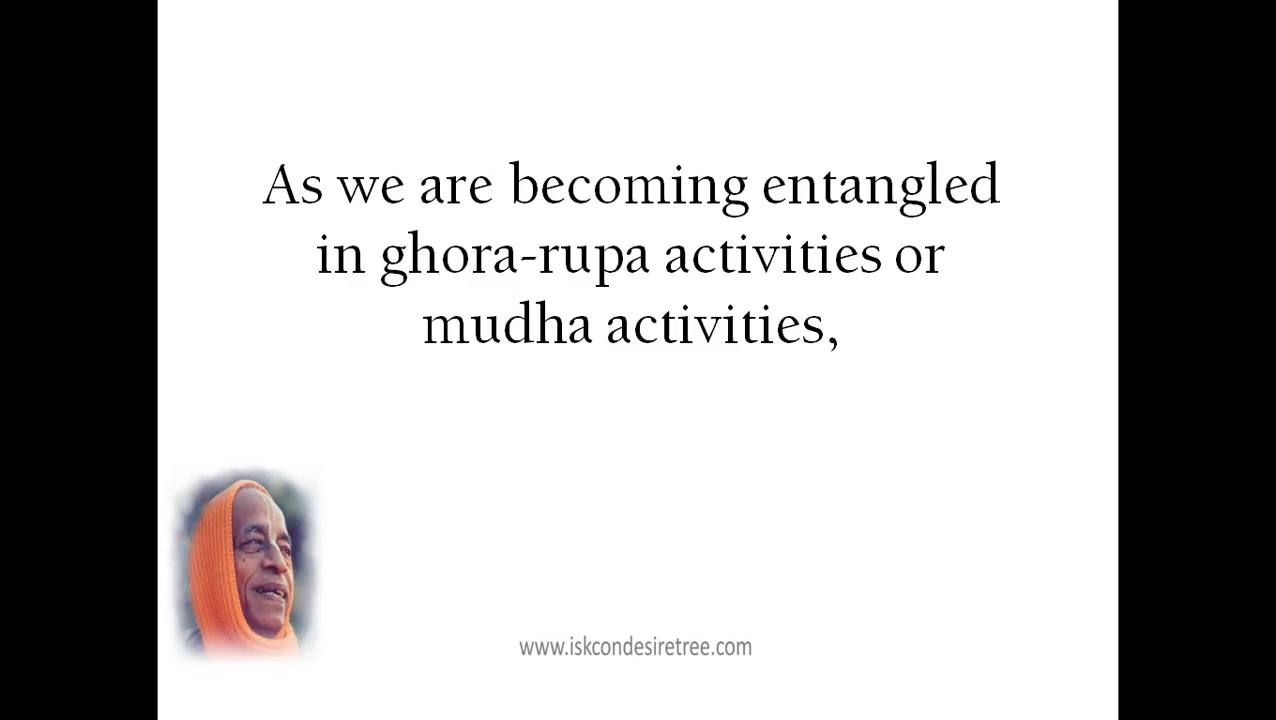 As we are becoming entangled
in ghora-rupa activities or
mudha activities,
www.iskcondesiretree.com